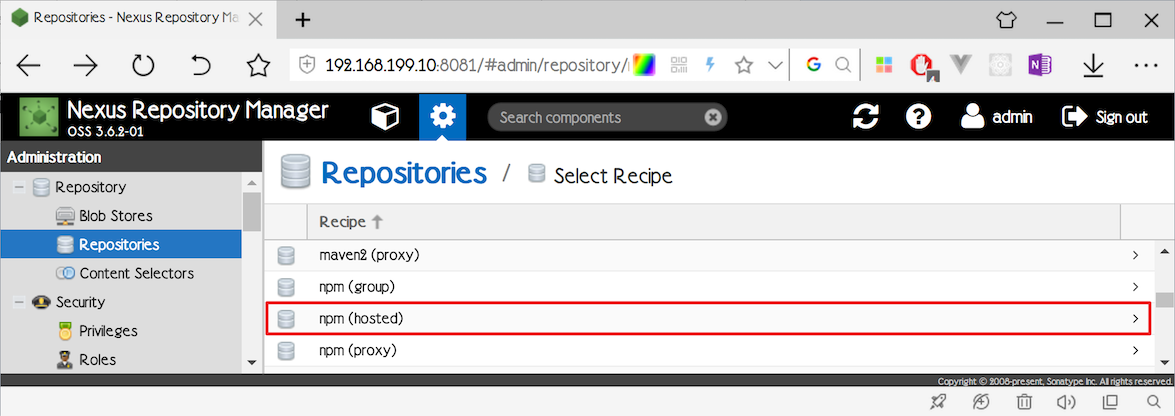 Repositories - Nexus Repository Ma
192.168.199.10:8081/#admin/repository/
Nexus Repository Manager
OSS 3.6.2-01
Search components
admin
Sign out
Administration
Repositories / Select Recipe
Repository
Blob Stores
Repositories
Content Selectors
Security
Privileges
Roles
Recipe
maven2 (proxy)
npm (group)
npm (hosted)
npm (proxy)
Copyright © 2008-present, Sonatype Inc. All rights reserved.